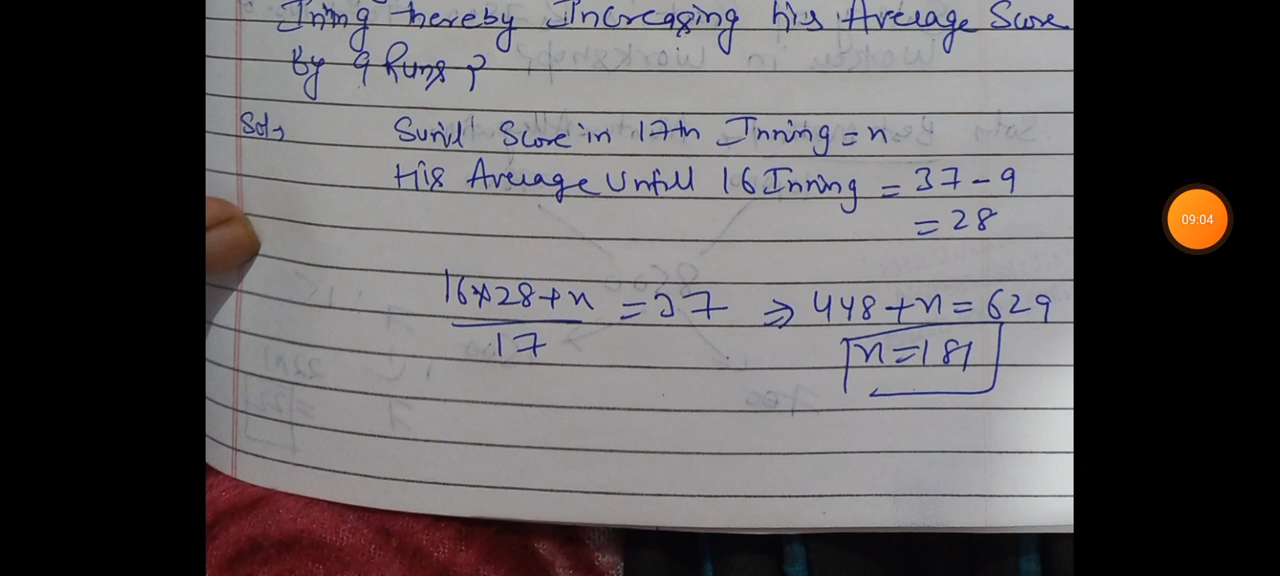 Ining thereby Increasing his Average Score
By 9 Runs ?
Sol→ Sunil Score in 17th Inning = n
His Average Untill 16 Inning = 37 - 9
= 28
16×28+n = 37 ⇒ 448+n = 629
17
n=181
09:04